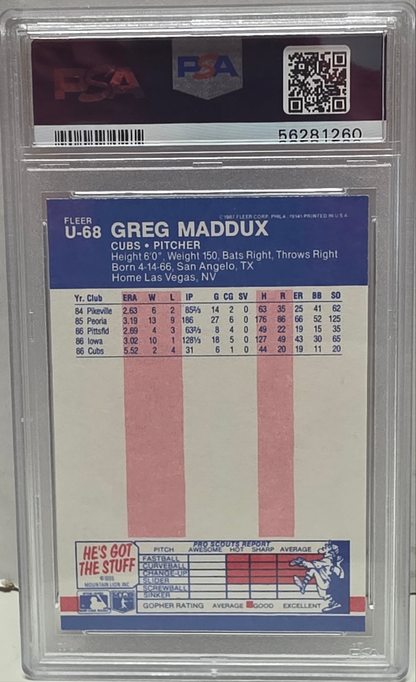 PSA
PSA
56281260
FLEER
U-68 GREG MADDUX
©1987 FLEER CORP., PHILA. 19141 PRINTED IN U.S.A.
CUBS • PITCHER
Height 6'0", Weight 150, Bats Right, Throws Right
Born 4-14-66, San Angelo, TX
Home Las Vegas, NV
Yr. Club ERA W L IP G CG SV H R ER BB SO
84 Pikeville 2.63 6 2 85⅔ 14 2 0 63 35 25 41 62
85 Peoria 3.19 13 9 186 27 6 0 176 86 66 52 125
86 Pittsfld 2.69 4 3 63⅔ 8 4 0 49 22 19 15 35
86 Iowa 3.02 10 1 128⅓ 18 5 0 127 49 43 30 65
86 Cubs 5.52 2 4 31 6 1 0 44 20 19 11 20
HE'S GOT
THE STUFF
MOUNTAIN LION INC.
PRO SCOUTS REPORT
PITCH AWESOME HOT SHARP AVERAGE
FASTBALL
CURVEBALL
CHANGE-UP
SLIDER
SCREWBALL
SINKER
GOPHER RATING AVERAGE GOOD EXCELLENT
PSA